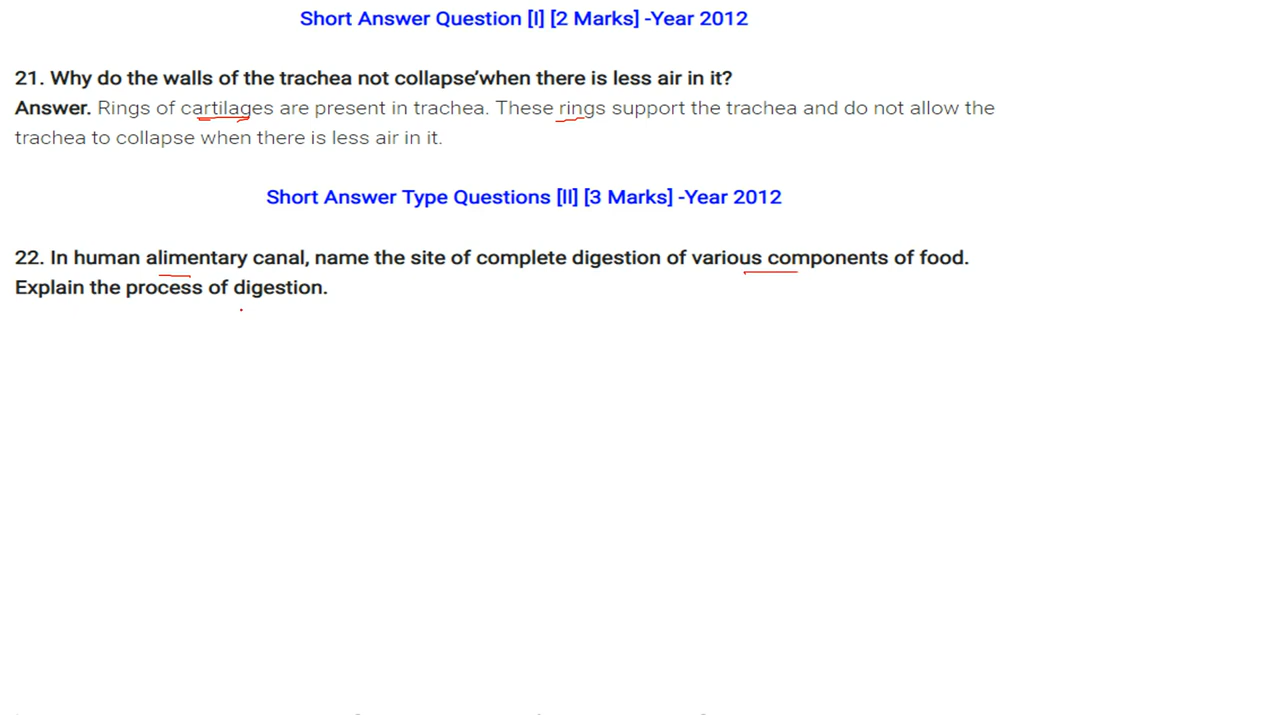 Short Answer Question [I] [2 Marks] -Year 2012
21. Why do the walls of the trachea not collapse’when there is less air in it?
Answer. Rings of cartilages are present in trachea. These rings support the trachea and do not allow the
trachea to collapse when there is less air in it.
Short Answer Type Questions [II] [3 Marks] -Year 2012
22. In human alimentary canal, name the site of complete digestion of various components of food.
Explain the process of digestion.